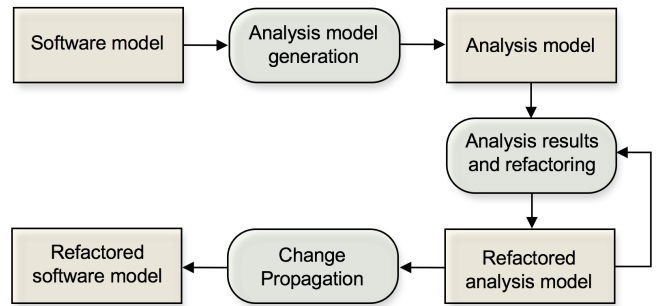 Software model
Analysis model
generation
Analysis model
Analysis results
and refactoring
Refactored
analysis model
Change
Propagation
Refactored
software model